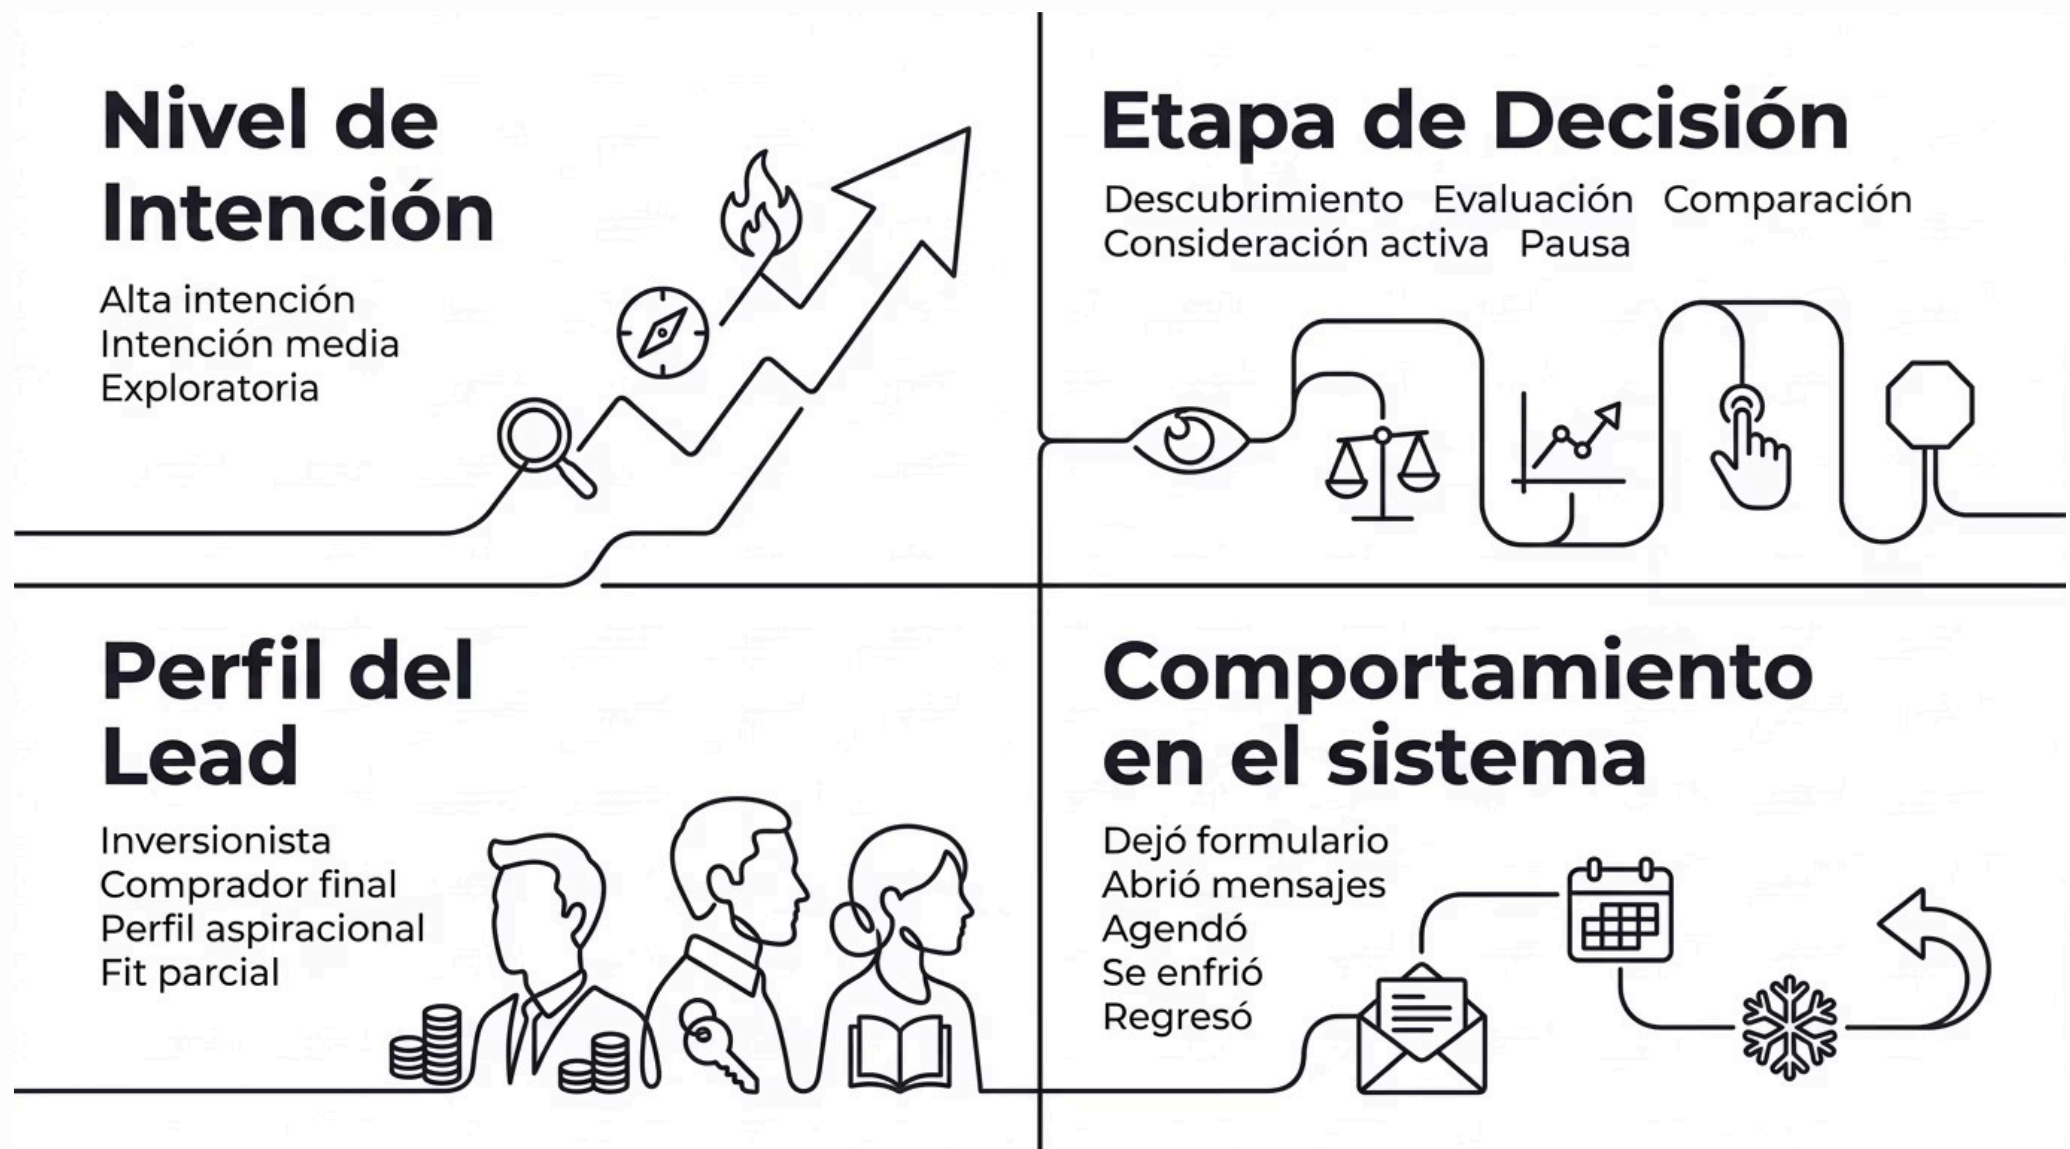 Nivel de
Intención
Alta intención
Intención media
Exploratoria
Etapa de Decisión
Descubrimiento Evaluación Comparación
Consideración activa Pausa
Perfil del
Lead
Inversionista
Comprador final
Perfil aspiracional
Fit parcial
Comportamiento
en el sistema
Dejó formulario
Abrió mensajes
Agendó
Se enfrió
Regresó